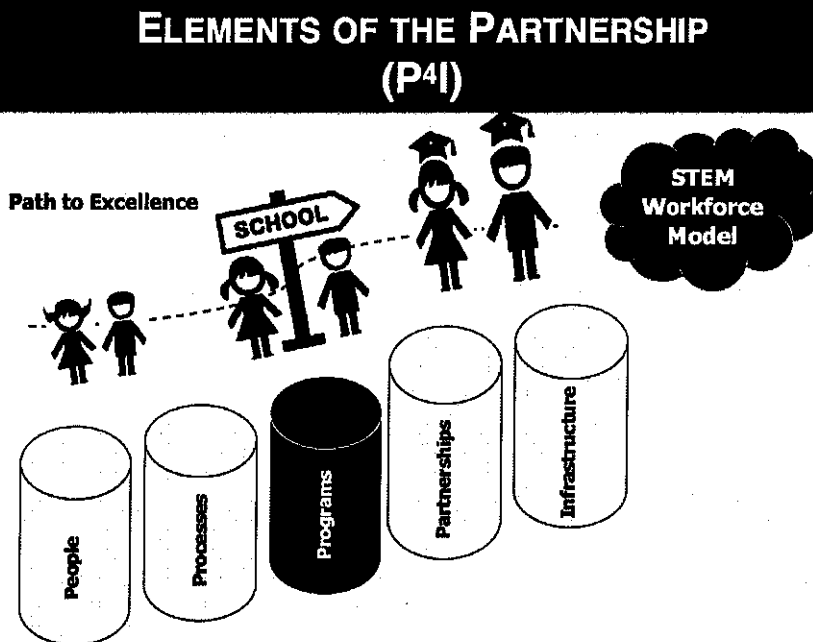 ELEMENTS OF THE PARTNERSHIP
(P⁴I)
Path to Excellence
SCHOOL
STEM
Workforce
Model
People
Processes
Programs
Partnerships
Infrastructure